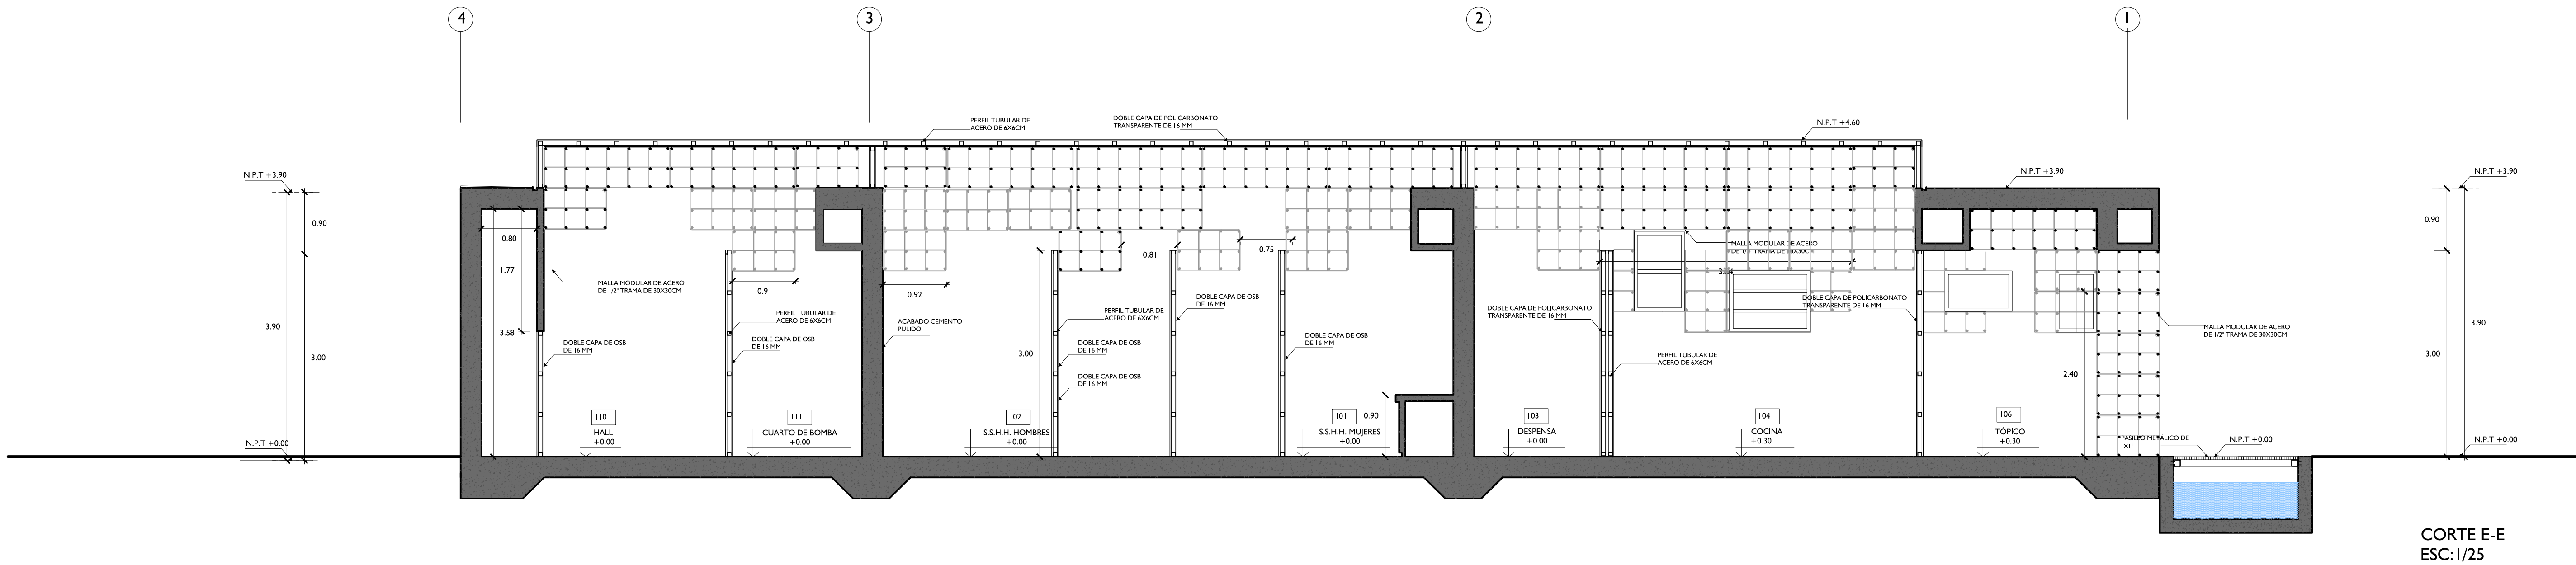 4
3
2
1
PERFIL TUBULAR DE
ACERO DE 6X6CM
DOBLE CAPA DE POLICARBONATO
TRANSPARENTE DE 16 MM
N.P.T +4.60
N.P.T +3.90
N.P.T +3.90
N.P.T +3.90
0.90
0.80
1.77
3.58
3.90
3.00
N.P.T +0.00
MALLA MODULAR DE ACERO
DE 1/2" TRAMA DE 30X30CM
DOBLE CAPA DE OSB
DE 16 MM
0.91
PERFIL TUBULAR DE
ACERO DE 6X6CM
DOBLE CAPA DE OSB
DE 16 MM
0.92
ACABADO CEMENTO
PULIDO
3.00
0.81
0.75
PERFIL TUBULAR DE
ACERO DE 6X6CM
DOBLE CAPA DE OSB
DE 16 MM
DOBLE CAPA DE OSB
DE 16 MM
DOBLE CAPA DE OSB
16 MM
DOBLE CAPA DE OSB
DE 16 MM
0.90
DOBLE CAPA DE POLICARBONATO
TRANSPARENTE DE 16 MM
PERFIL TUBULAR DE
ACERO DE 6X6CM
MALLA MODULAR DE ACERO
DE 1/2" TRAMA DE 30X30CM
DOBLE CAPA DE POLICARBONATO
TRANSPARENTE DE 16 MM
2.40
MALLA MODULAR DE ACERO
DE 1/2" TRAMA DE 30X30CM
0.90
3.90
3.00
110
HALL
+0.00
111
CUARTO DE BOMBA
+0.00
102
S.S.H.H. HOMBRES
+0.00
101
S.S.H.H. MUJERES
+0.00
103
DESPENSA
+0.00
104
COCINA
+0.30
106
TÓPICO
+0.30
PASILLO METÁLICO DE
1X1"
N.P.T +0.00
N.P.T +0.00
CORTE E-E
ESC:1/25